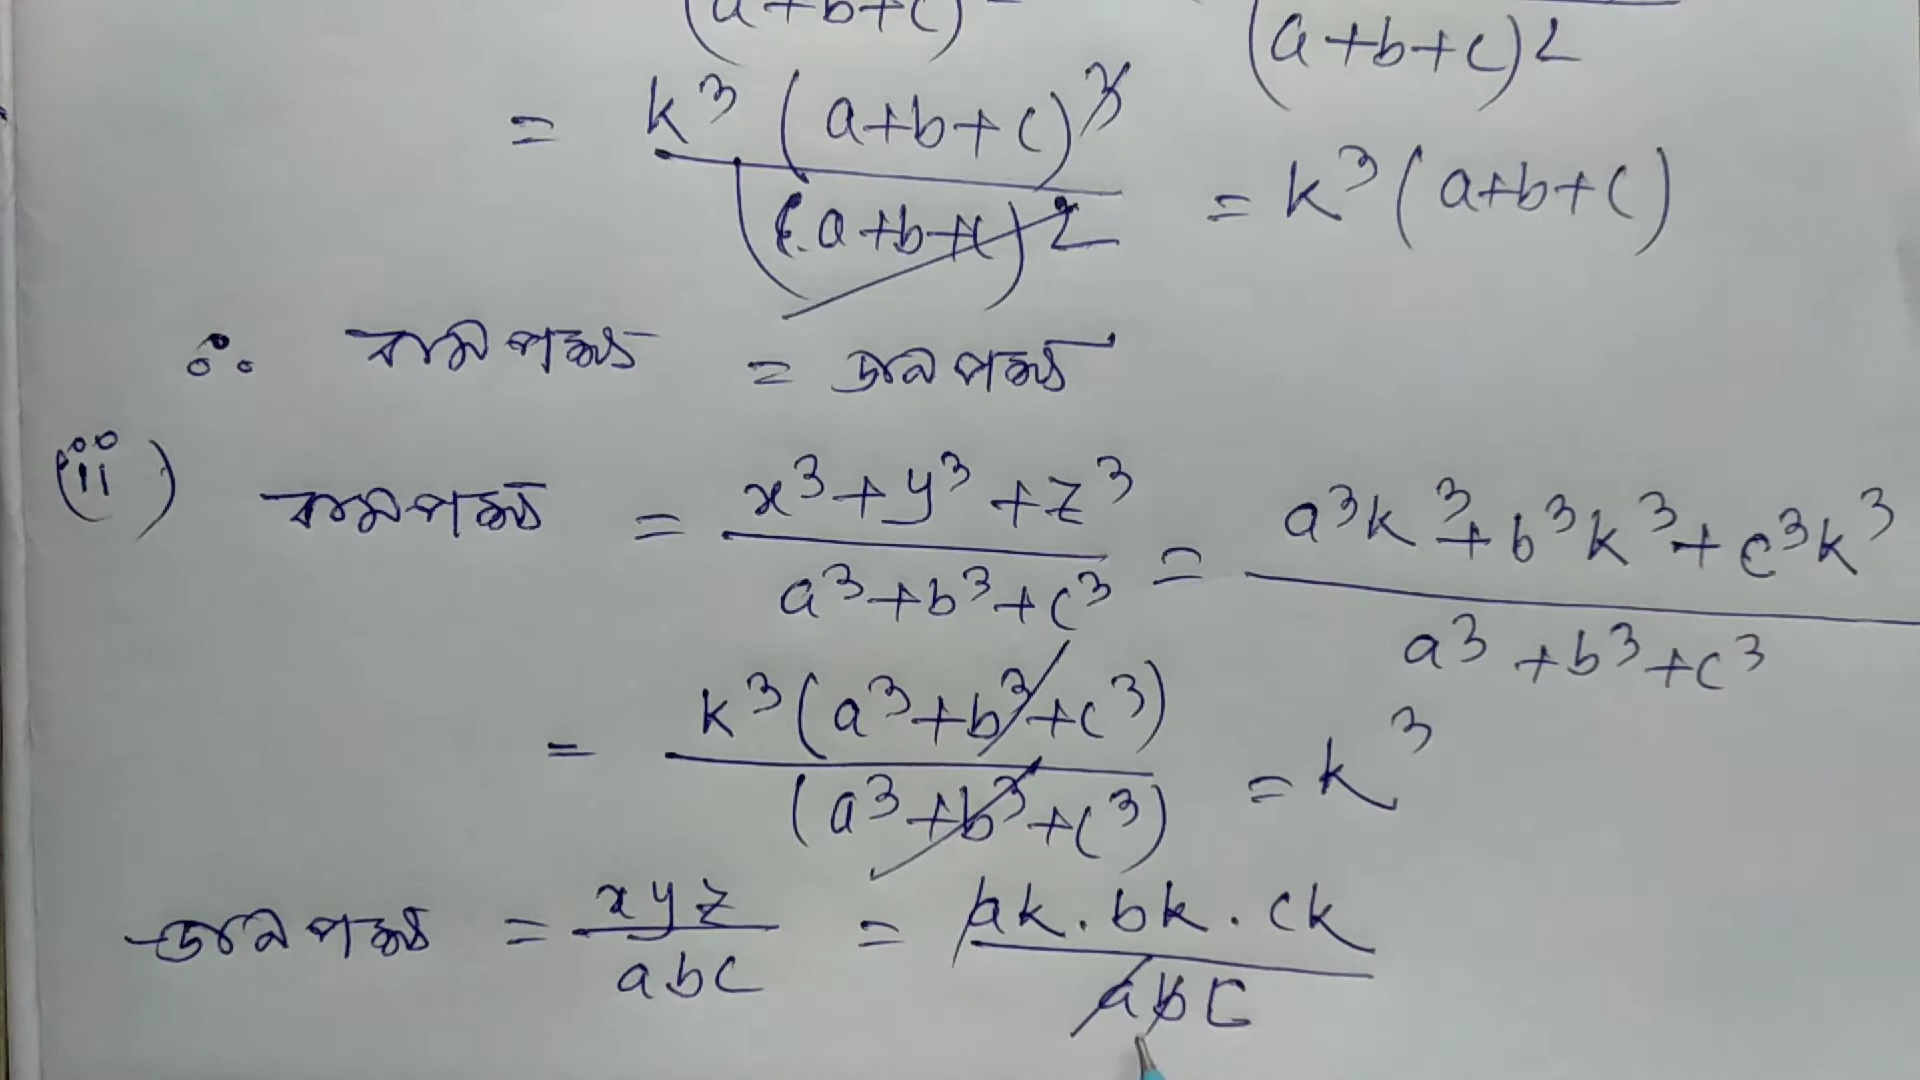 (a+b+c) (a+b+c)2
= k³(a+b+c)³ / (a+b+c)2 = k³(a+b+c)
∴ বামপক্ষ = ডানপক্ষ
(ii) বামপক্ষ = x³+y³+z³ / a³+b³+c³ = a³k³+b³k³+c³k³ / a³+b³+c³
= k³(a³+b³+c³) / (a³+b³+c³) = k³
ডানপক্ষ = xyz / abc = ak.bk.ck / abc